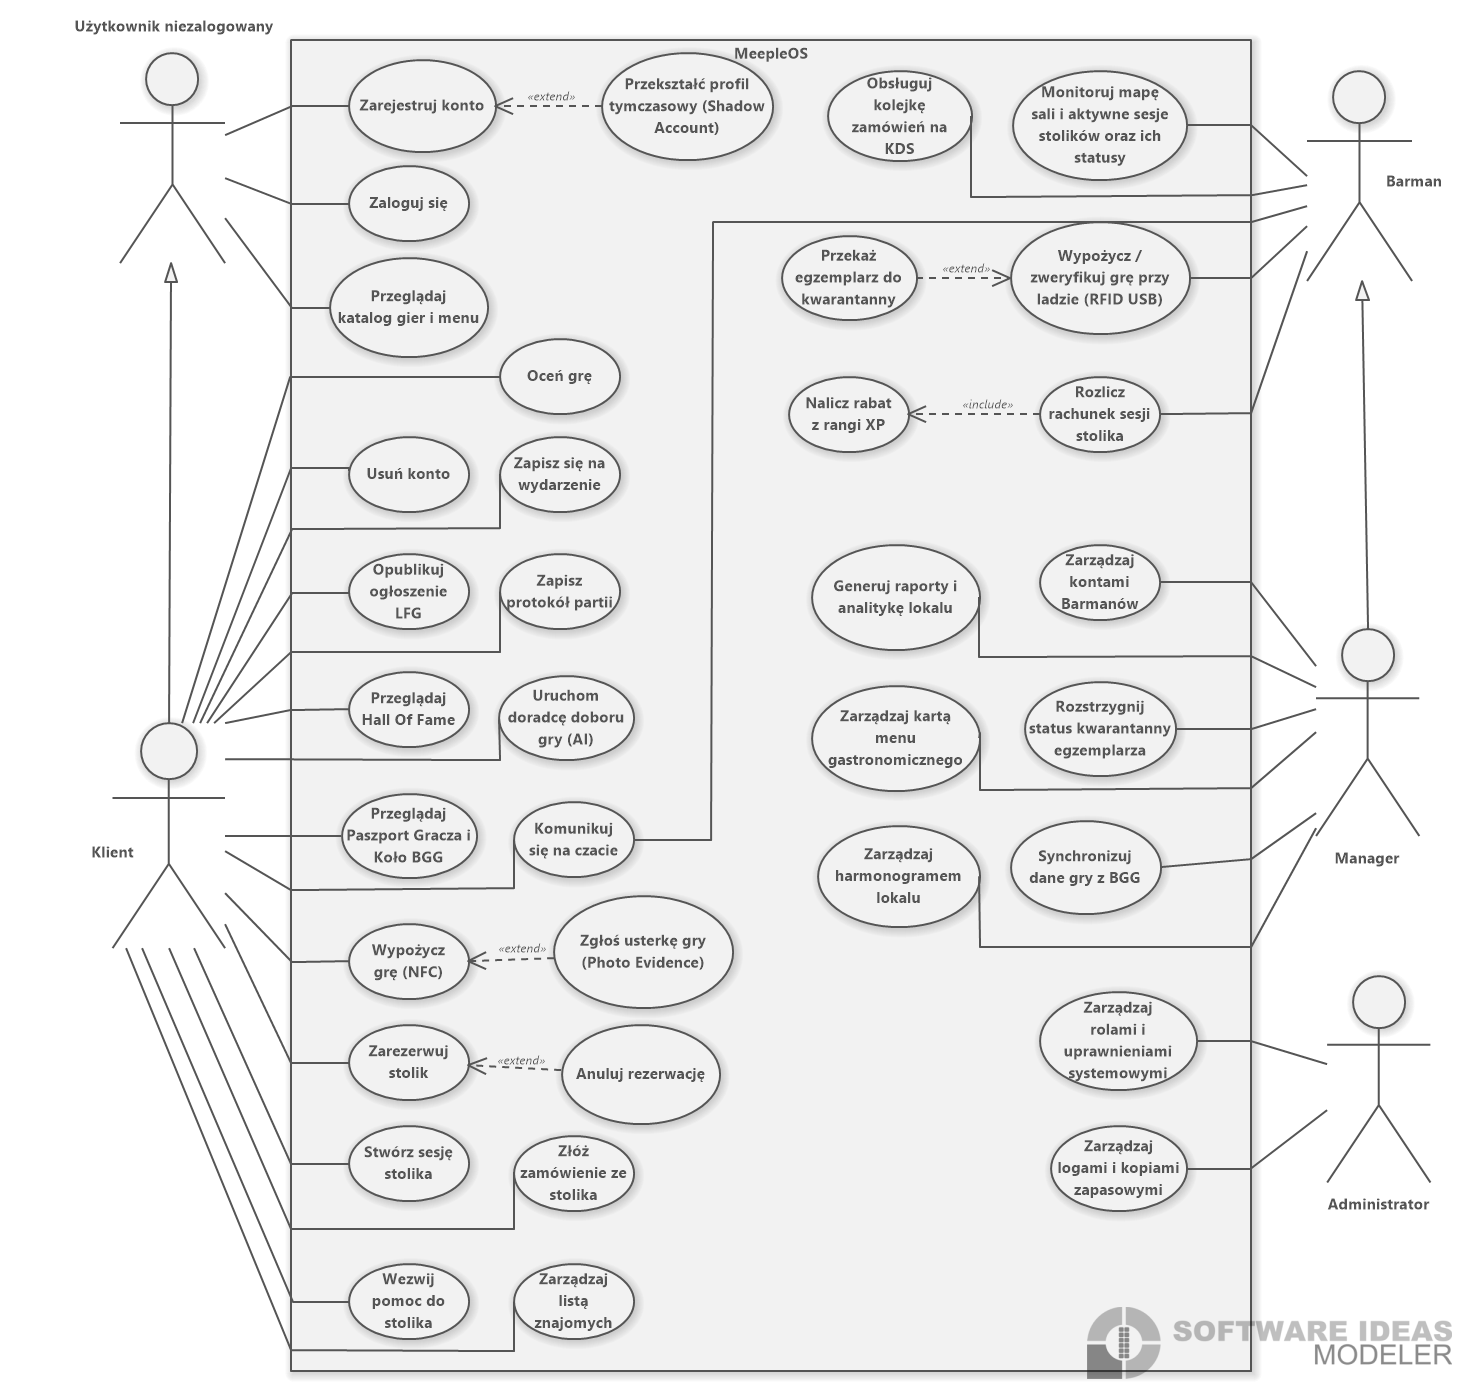 Użytkownik niezalogowany
MeepleOS
Zarejestruj konto
«extend»
Przekształć profil
tymczasowy (Shadow
Account)
Obsługuj
kolejkę
zamówień na
KDS
Monitoruj mapę
sali i aktywne sesje
stolików oraz ich
statusy
Barman
Zaloguj się
Przeglądaj
katalog gier i menu
Przekaż
egzemplarz do
kwarantanny
«extend»
Wypożycz /
zweryfikuj grę przy
ladzie (RFID USB)
Oceń grę
Nalicz rabat
z rangi XP
«include»
Rozlicz
rachunek sesji
stolika
Usuń konto
Zapisz się na
wydarzenie
Opublikuj
ogłoszenie
LFG
Zapisz
protokół partii
Generuj raporty i
analitykę lokalu
Zarządzaj
kontami
Barmanów
Przeglądaj
Hall Of Fame
Uruchom
doradcę doboru
gry (AI)
Zarządzaj kartą
menu
gastronomicznego
Rozstrzygnij
status kwarantanny
egzemplarza
Klient
Przeglądaj
Paszport Gracza i
Koło BGG
Komunikuj
się na czacie
Zarządzaj
harmonogramem
lokalu
Synchronizuj
dane gry z BGG
Manager
Wypożycz
grę (NFC)
«extend»
Zgłoś usterkę gry
(Photo Evidence)
Zarezerwuj
stolik
«extend»
Anuluj rezerwację
Zarządzaj
rolami i
uprawnieniami
systemowymi
Stwórz sesję
stolika
Złóż
zamówienie ze
stolika
Zarządzaj
logami i kopiami
zapasowymi
Administrator
Wezwij
pomoc do
stolika
Zarządzaj
listą
znajomych
SOFTWARE IDEAS
MODELER